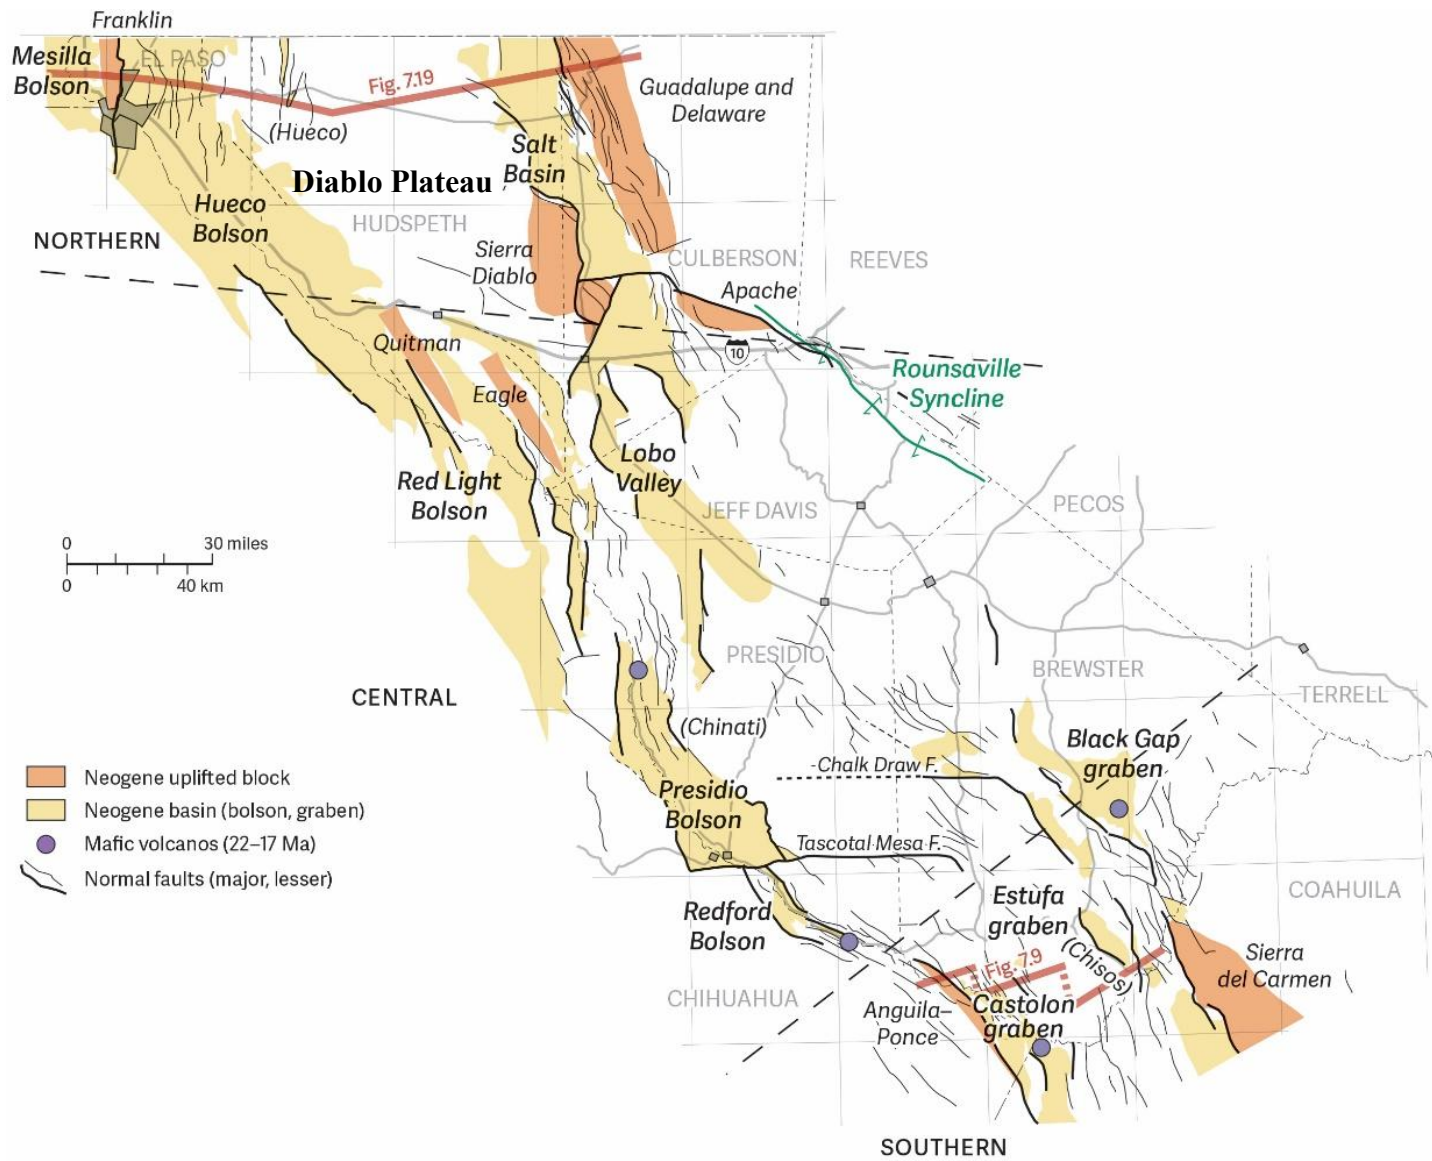 Franklin
Mesilla
Bolson
EL PASO
Fig. 7.19
(Hueco)
Guadalupe and
Delaware
Salt
Basin
Diablo Plateau
Hueco
Bolson
HUDSPETH
NORTHERN
Sierra
Diablo
CULBERSON
REEVES
Apache
Quitman
10
Rounsaville
Syncline
Eagle
Lobo
Valley
Red Light
Bolson
JEFF DAVIS
PECOS
0 30 miles
0 40 km
PRESIDIO
BREWSTER
TERRELL
CENTRAL
(Chinati)
Black Gap
graben
Chalk Draw F.
Neogene uplifted block
Neogene basin (bolson, graben)
Mafic volcanos (22–17 Ma)
Normal faults (major, lesser)
Presidio
Bolson
Tascotal Mesa F.
COAHUILA
Estufa
graben
Redford
Bolson
(Chisos)
Sierra
del Carmen
Fig. 7.9
CHIHUAHUA
Anguila–
Ponce
Castolon
graben
SOUTHERN